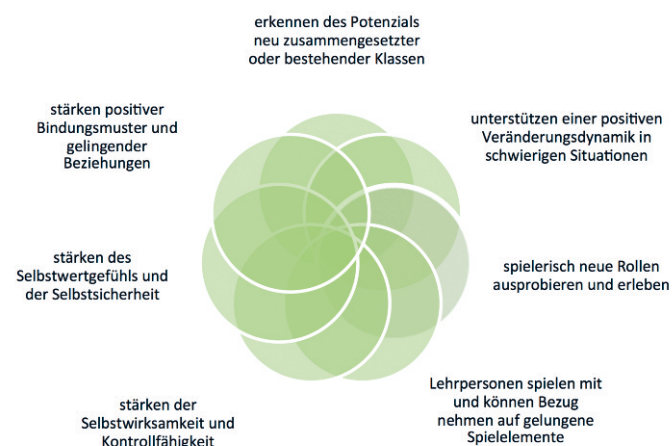 erkennen des Potenzials
neu zusammengesetzter
oder bestehender Klassen
unterstützen einer positiven
Veränderungsdynamik in
schwierigen Situationen
spielerisch neue Rollen
ausprobieren und erleben
Lehrpersonen spielen mit
und können Bezug
nehmen auf gelungene
Spielelemente
stärken der
Selbstwirksamkeit und
Kontrollfähigkeit
stärken des
Selbstwertgefühls und
der Selbstsicherheit
stärken positiver
Bindungsmuster und
gelingender
Beziehungen